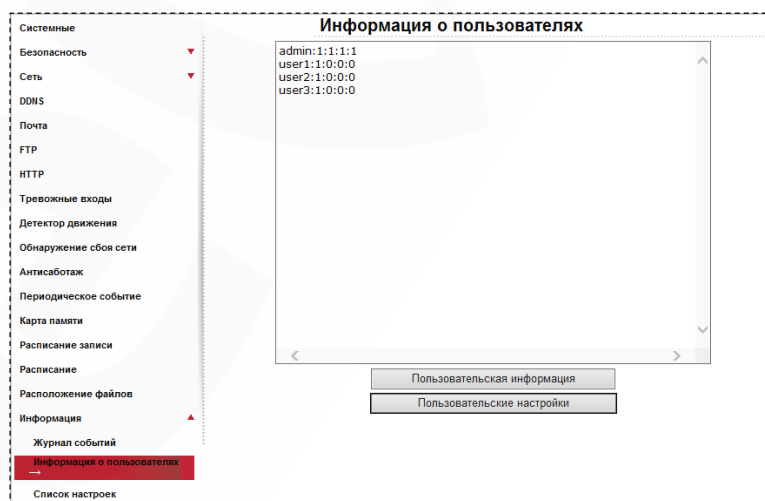 Информация о пользователях
Системные
Безопасность
Сеть
DDNS
Почта
FTP
HTTP
Тревожные входы
Детектор движения
Обнаружение сбоя сети
Антисаботаж
Периодическое событие
Карта памяти
Расписание записи
Расписание
Расположение файлов
Информация
Журнал событий
Информация о пользователях
→
Список настроек
admin:1:1:1:1
user1:1:0:0:0
user2:1:0:0:0
user3:1:0:0:0
Пользовательская информация
Пользовательские настройки